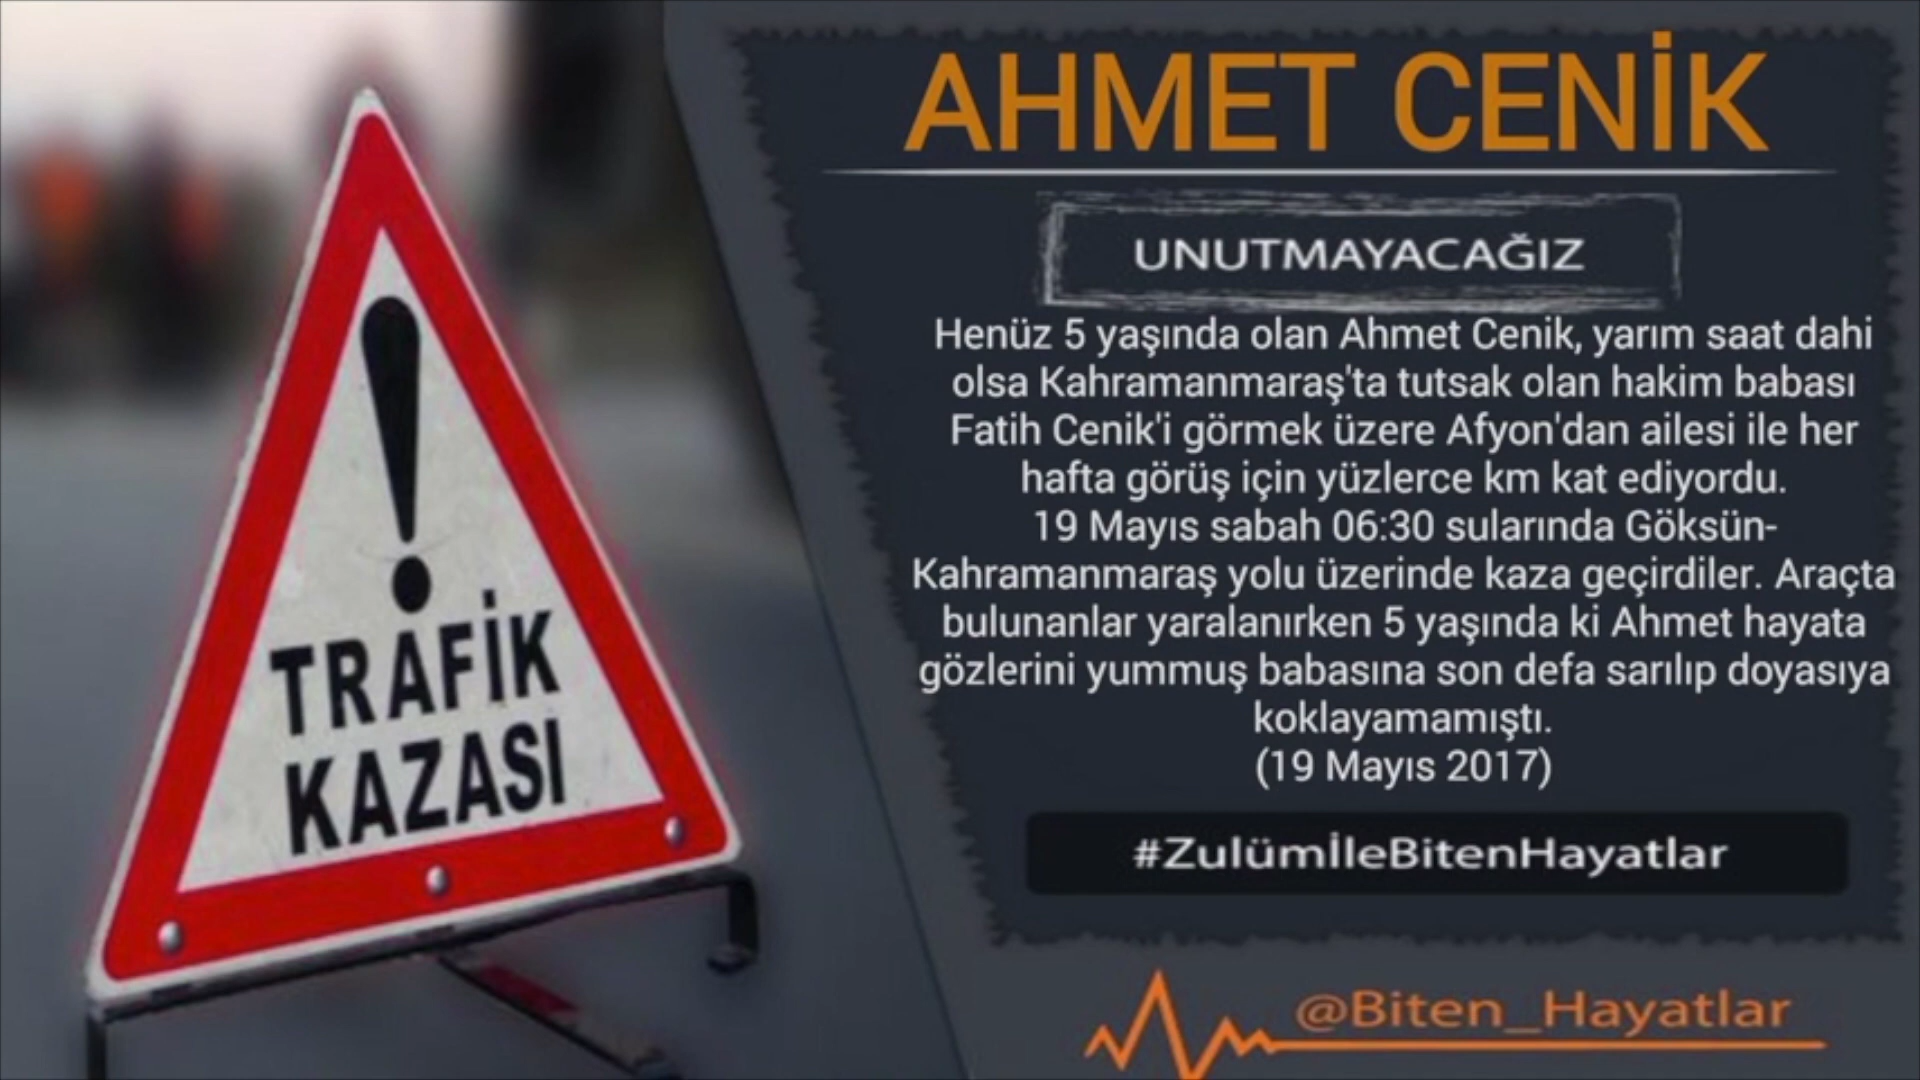 TRAFİK
KAZASI
AHMET CENİK
UNUTMAYACAĞIZ
Henüz 5 yaşında olan Ahmet Cenik, yarım saat dahi
olsa Kahramanmaraş'ta tutsak olan hakim babası
Fatih Cenik'i görmek üzere Afyon'dan ailesi ile her
hafta görüş için yüzlerce km kat ediyordu.
19 Mayıs sabah 06:30 sularında Göksün-
Kahramanmaraş yolu üzerinde kaza geçirdiler. Araçta
bulunanlar yaralanırken 5 yaşında ki Ahmet hayata
gözlerini yummuş babasına son defa sarılıp doyasıya
koklayamamıştı.
(19 Mayıs 2017)
#ZulümİleBitenHayatlar
@Biten_Hayatlar